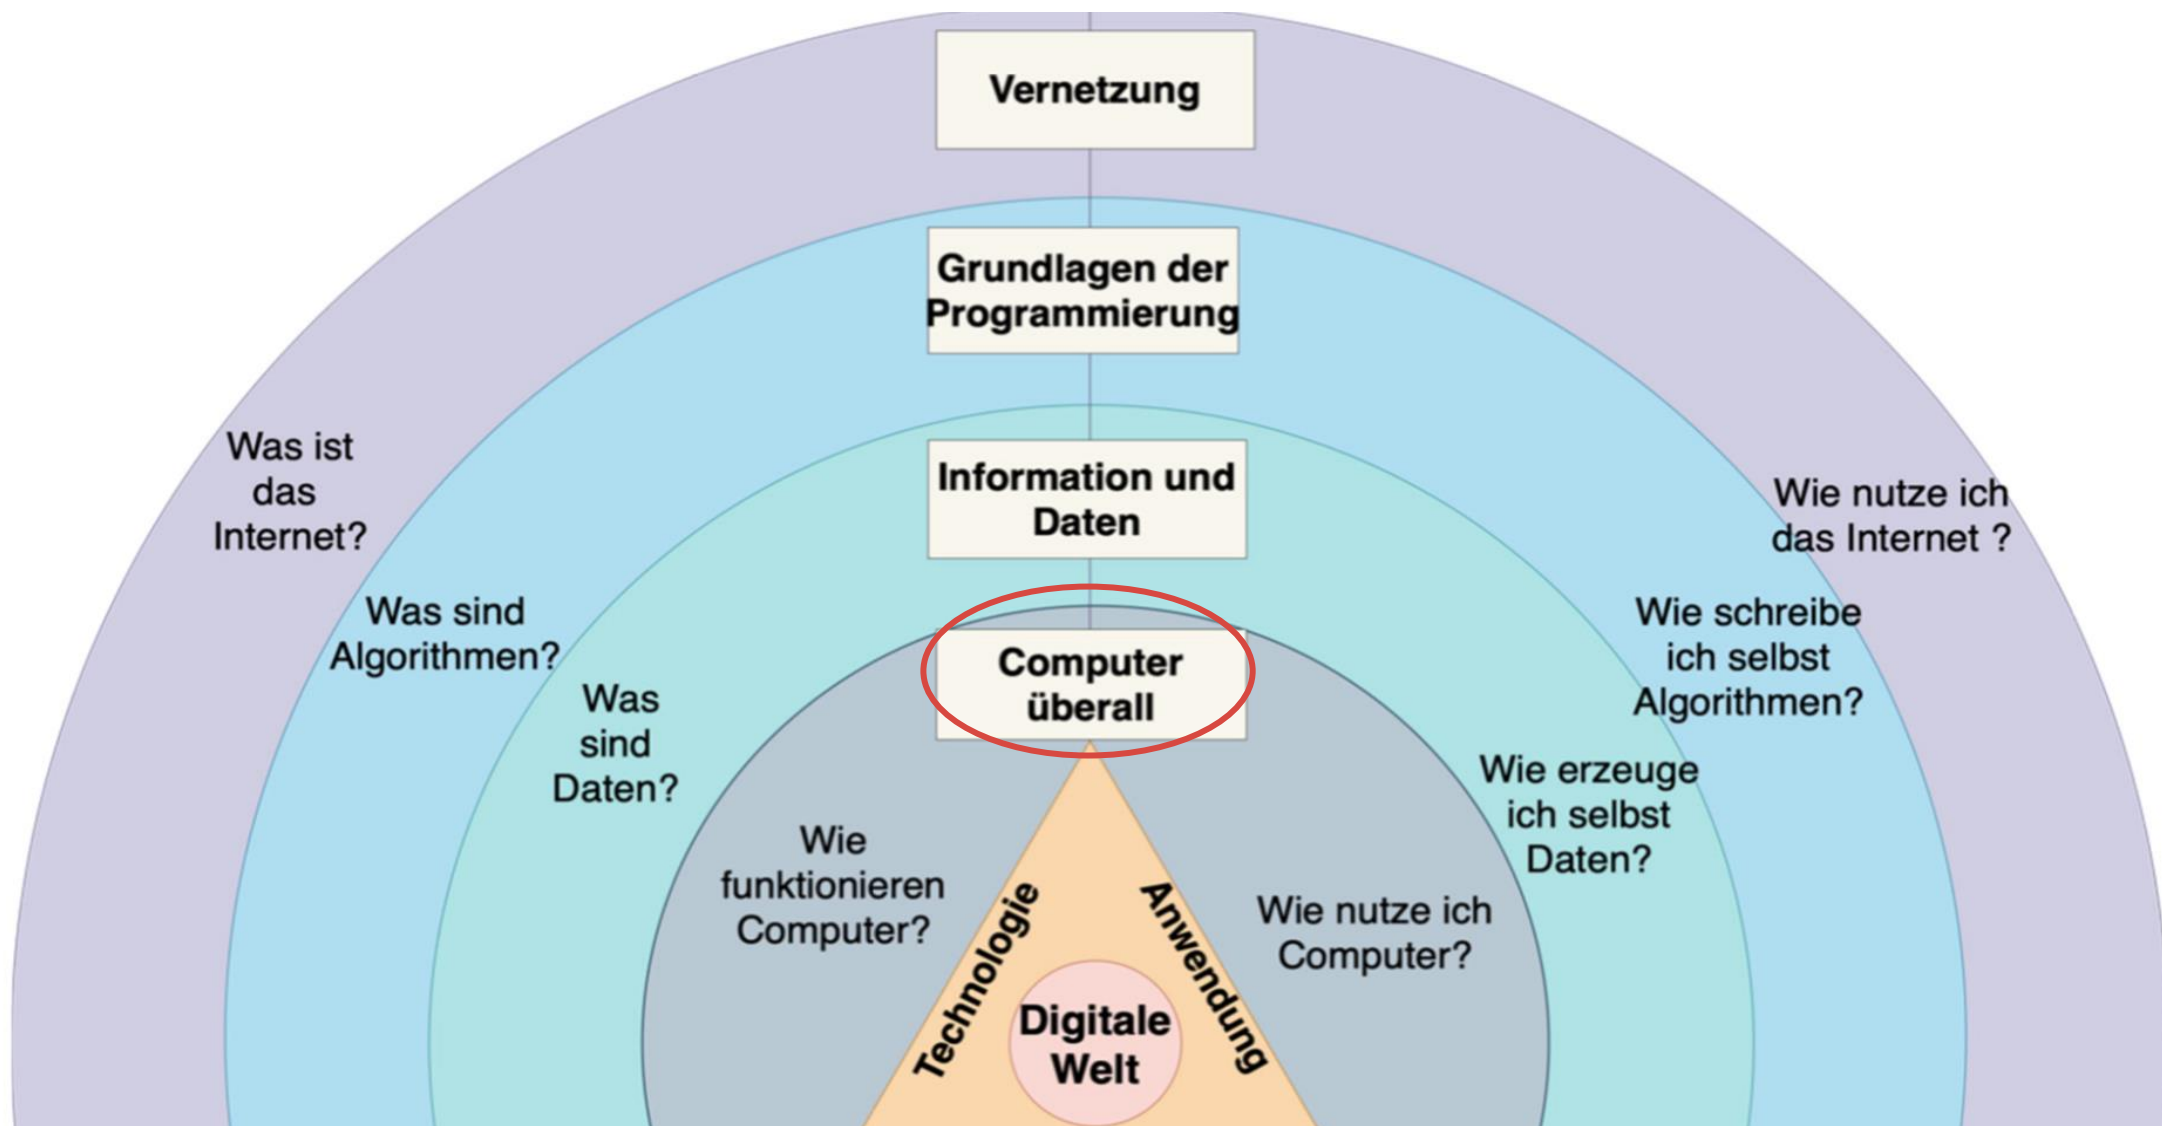 Vernetzung
Grundlagen der
Programmierung
Information und
Daten
Computer
überall
Was ist
das
Internet?
Was sind
Algorithmen?
Was
sind
Daten?
Wie
funktionieren
Computer?
Technologie
Digitale
Welt
Anwendung
Wie nutze ich
Computer?
Wie erzeuge
ich selbst
Daten?
Wie schreibe
ich selbst
Algorithmen?
Wie nutze ich
das Internet ?